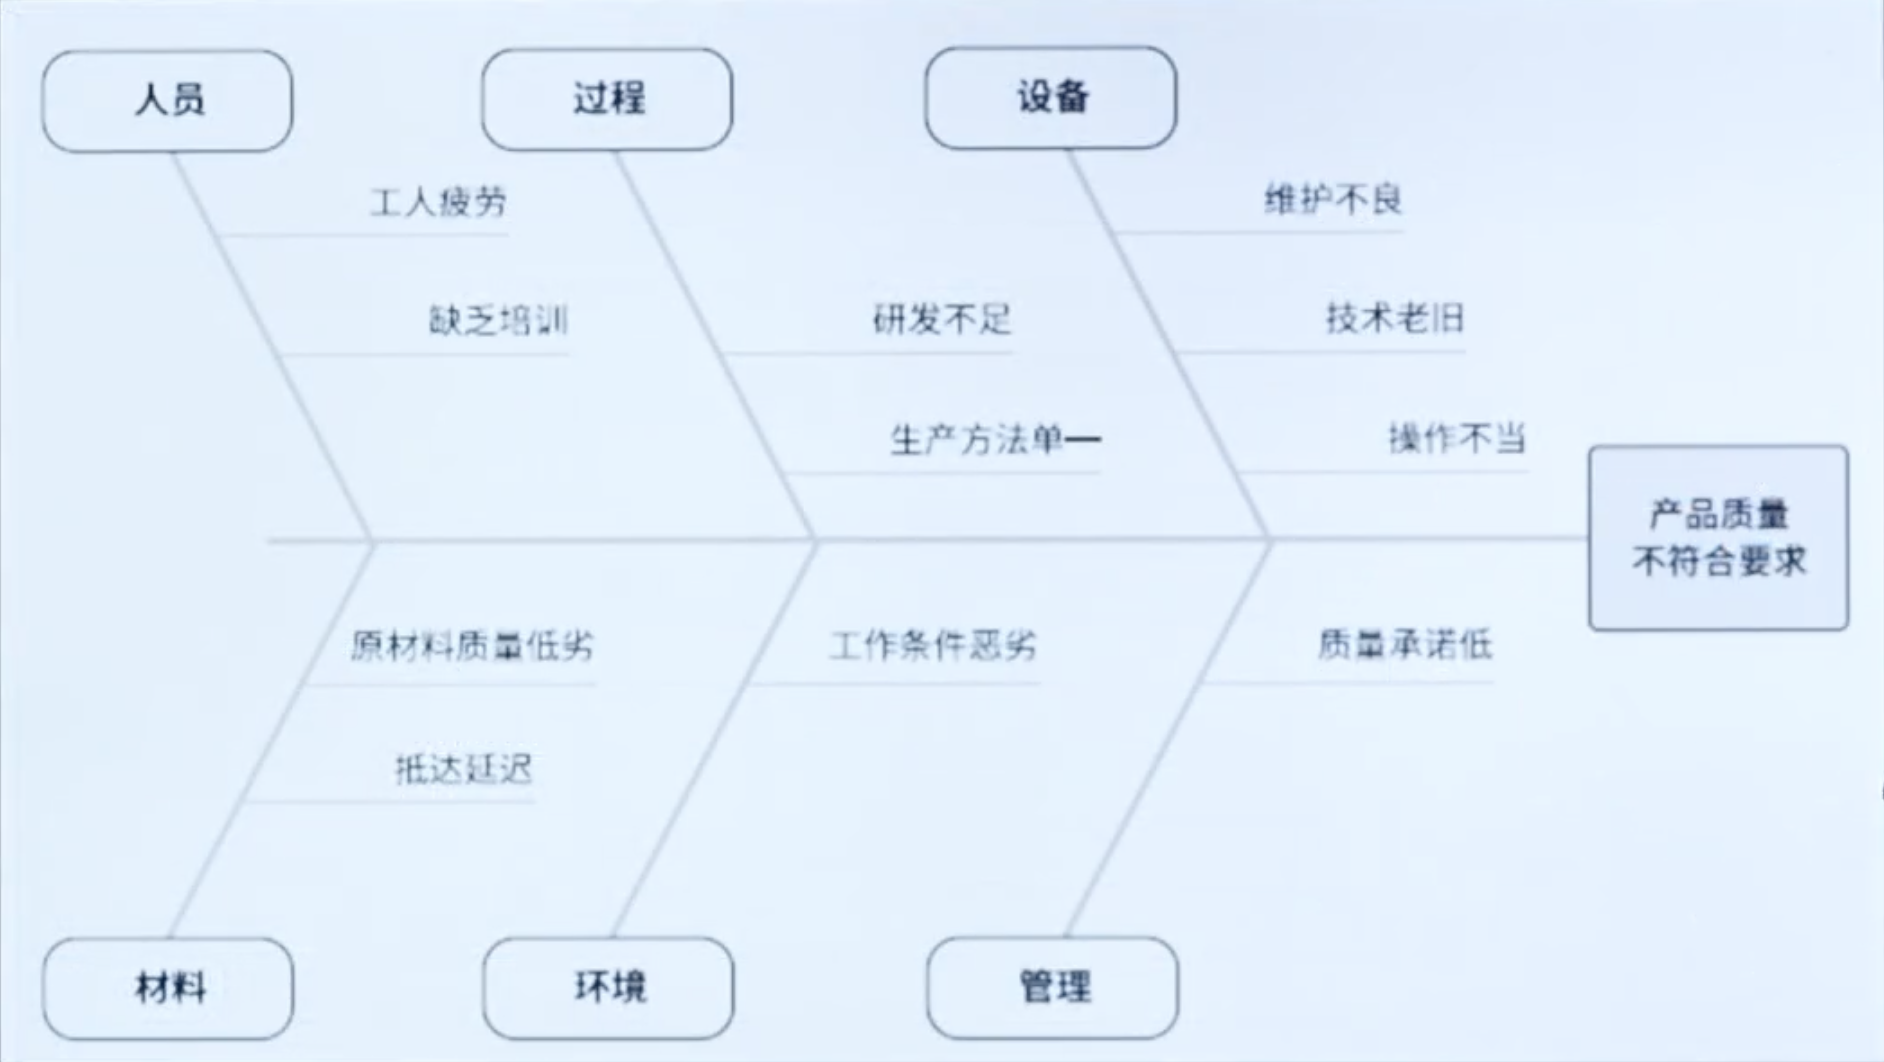 人员
过程
设备
工人疲劳
维护不良
缺乏培训
研发不足
技术老旧
生产方法单一
操作不当
产品质量
不符合要求
原材料质量低劣
工作条件恶劣
质量承诺低
抵达延迟
材料
环境
管理